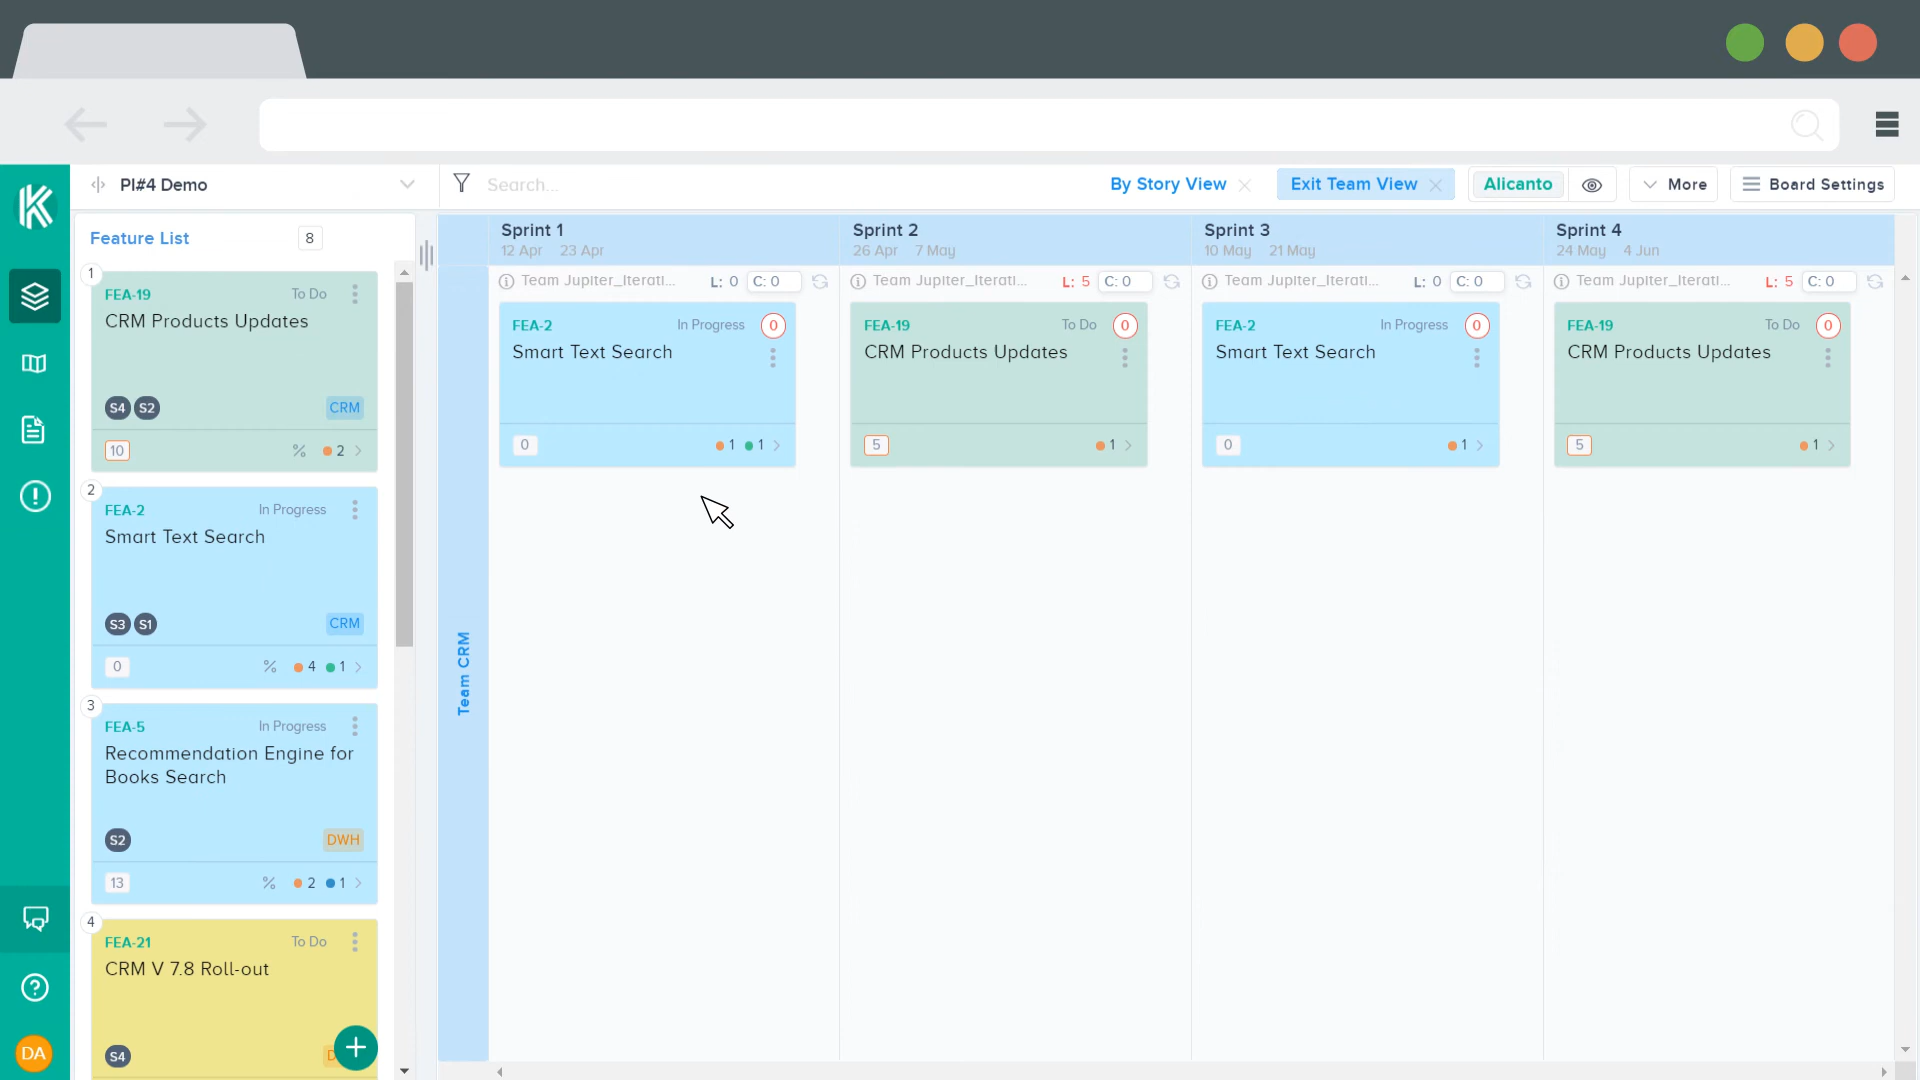 PI#4 Demo
Search...
By Story View
Exit Team View
Alicanto
More
Board Settings
Feature List
8
1
FEA-19
To Do
CRM Products Updates
S4
S2
CRM
10
%
2
2
FEA-2
In Progress
Smart Text Search
S3
S1
CRM
0
%
4
1
3
FEA-5
In Progress
Recommendation Engine for
Books Search
S2
DWH
13
%
2
1
4
FEA-21
To Do
CRM V 7.8 Roll-out
S4
DA
Team CRM
Sprint 1
12 Apr 23 Apr
Team Jupiter_Iterati...
L: 0
C: 0
FEA-2
In Progress
0
Smart Text Search
0
1
1
Sprint 2
26 Apr 7 May
Team Jupiter_Iterati...
L: 5
C: 0
FEA-19
To Do
0
CRM Products Updates
5
1
Sprint 3
10 May 21 May
Team Jupiter_Iterati...
L: 0
C: 0
FEA-2
In Progress
0
Smart Text Search
0
1
Sprint 4
24 May 4 Jun
Team Jupiter_Iterati...
L: 5
C: 0
FEA-19
To Do
0
CRM Products Updates
5
1